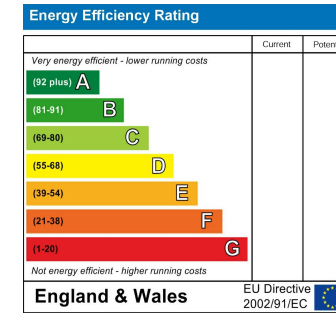 Energy Efficiency Rating
Current Potent
Very energy efficient - lower running costs
(92 plus) A
(81-91) B
(69-80) C
(55-68) D
(39-54) E
(21-38) F
(1-20) G
Not energy efficient - higher running costs
England & Wales
EU Directive
2002/91/EC